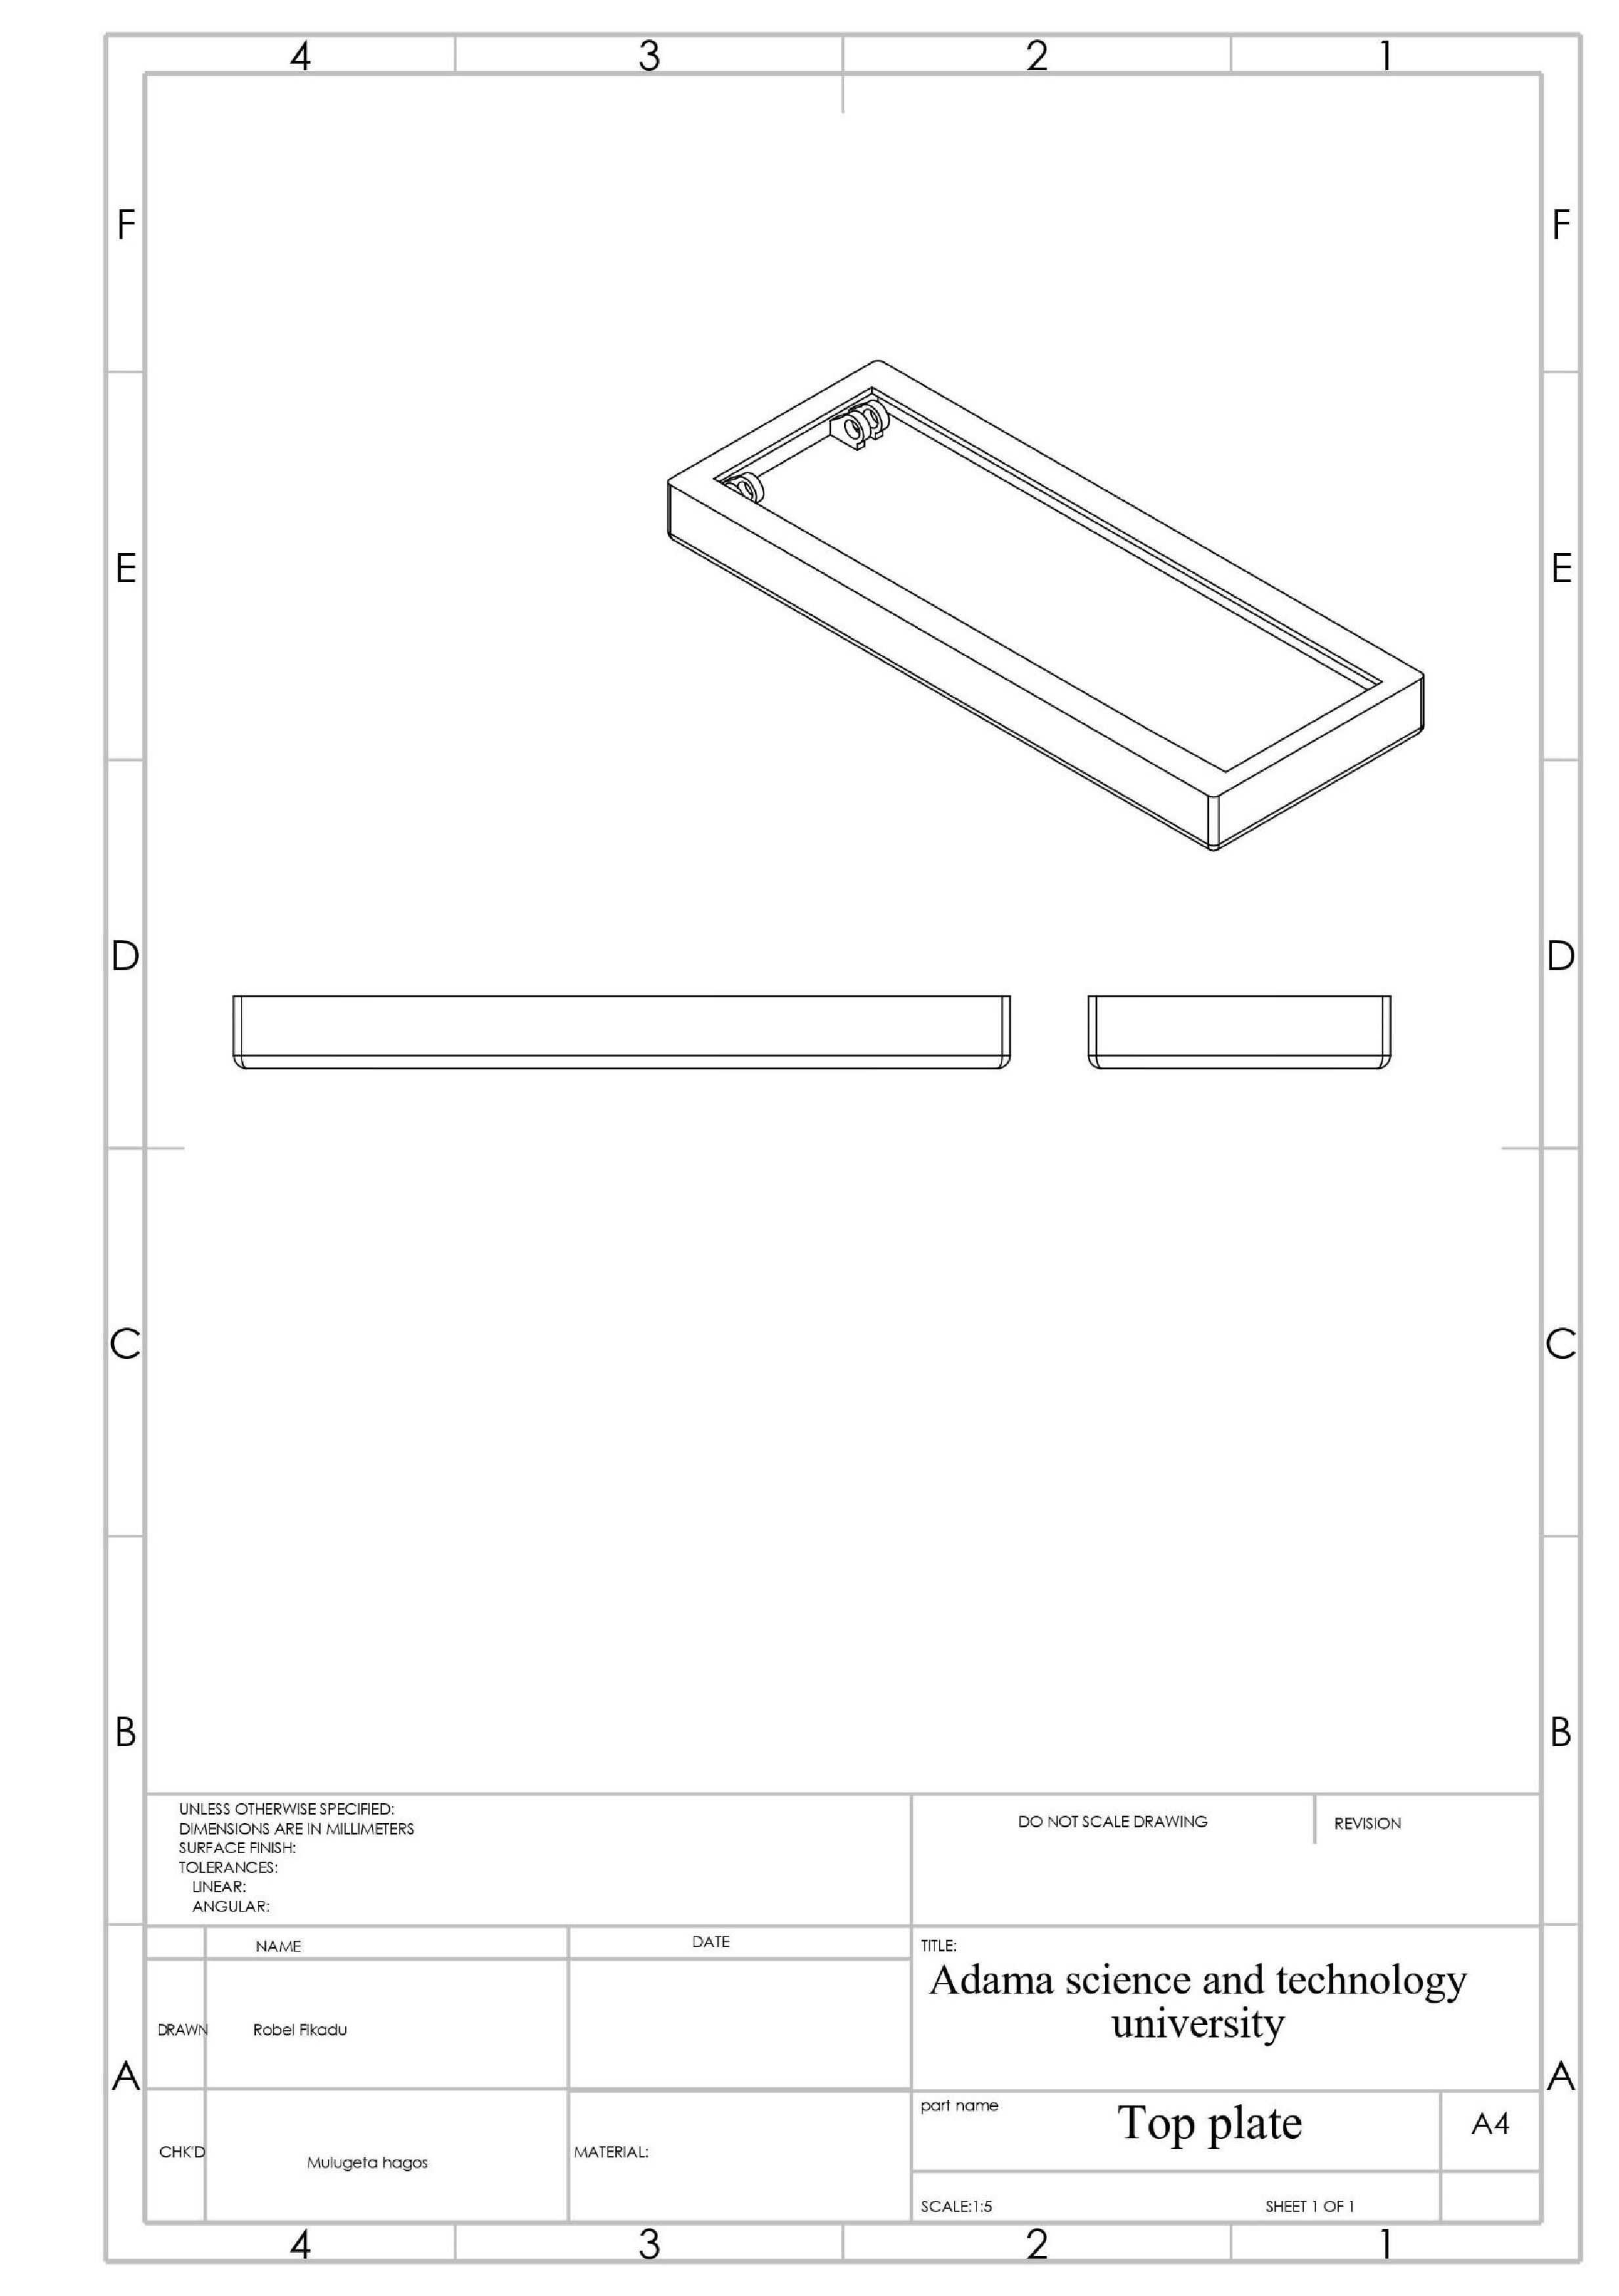 4 3 2 1
F F
E E
D D
C C
B B
UNLESS OTHERWISE SPECIFIED:
DIMENSIONS ARE IN MILLIMETERS
SURFACE FINISH:
TOLERANCES:
LINEAR:
ANGULAR:
DO NOT SCALE DRAWING
REVISION
NAME
DATE
TITLE:
Adama science and technology
university
DRAWN
Robel Fikadu
A A
part name
Top plate
A4
CHK'D
Mulugeta hagos
MATERIAL:
SCALE:1:5
SHEET 1 OF 1
4 3 2 1